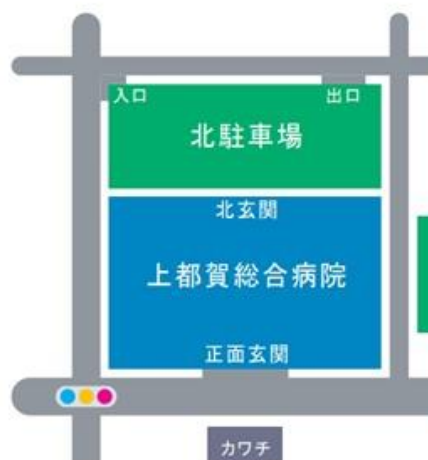 入口
出口
北駐車場
北玄関
上都賀総合病院
正面玄関
カワチ